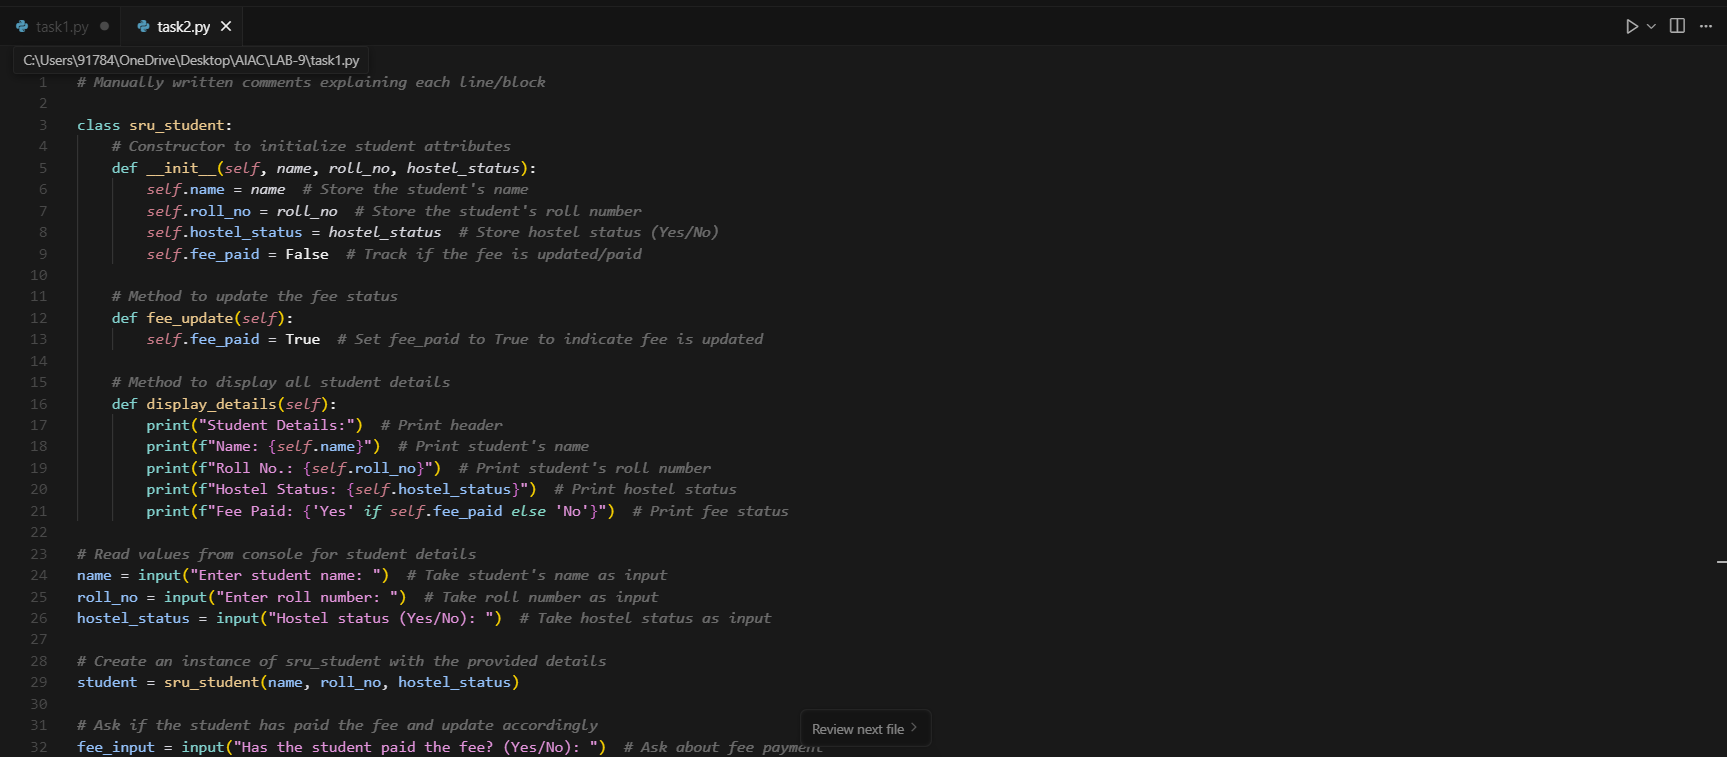 task1.py
task2.py
C:\Users\91784\OneDrive\Desktop\AIAC\LAB-9\task1.py
1 # Manually written comments explaining each line/block
2
3 class sru_student:
4     # Constructor to initialize student attributes
5     def __init__(self, name, roll_no, hostel_status):
6         self.name = name  # Store the student's name
7         self.roll_no = roll_no  # Store the student's roll number
8         self.hostel_status = hostel_status  # Store hostel status (Yes/No)
9         self.fee_paid = False  # Track if the fee is updated/paid
10
11     # Method to update the fee status
12     def fee_update(self):
13         self.fee_paid = True  # Set fee_paid to True to indicate fee is updated
14
15     # Method to display all student details
16     def display_details(self):
17         print("Student Details:")  # Print header
18         print(f"Name: {self.name}")  # Print student's name
19         print(f"Roll No.: {self.roll_no}")  # Print student's roll number
20         print(f"Hostel Status: {self.hostel_status}")  # Print hostel status
21         print(f"Fee Paid: {'Yes' if self.fee_paid else 'No'}")  # Print fee status
22
23 # Read values from console for student details
24 name = input("Enter student name: ")  # Take student's name as input
25 roll_no = input("Enter roll number: ")  # Take roll number as input
26 hostel_status = input("Hostel status (Yes/No): ")  # Take hostel status as input
27
28 # Create an instance of sru_student with the provided details
29 student = sru_student(name, roll_no, hostel_status)
30
31 # Ask if the student has paid the fee and update accordingly
32 fee_input = input("Has the student paid the fee? (Yes/No): ")  # Ask about fee payment
Review next file